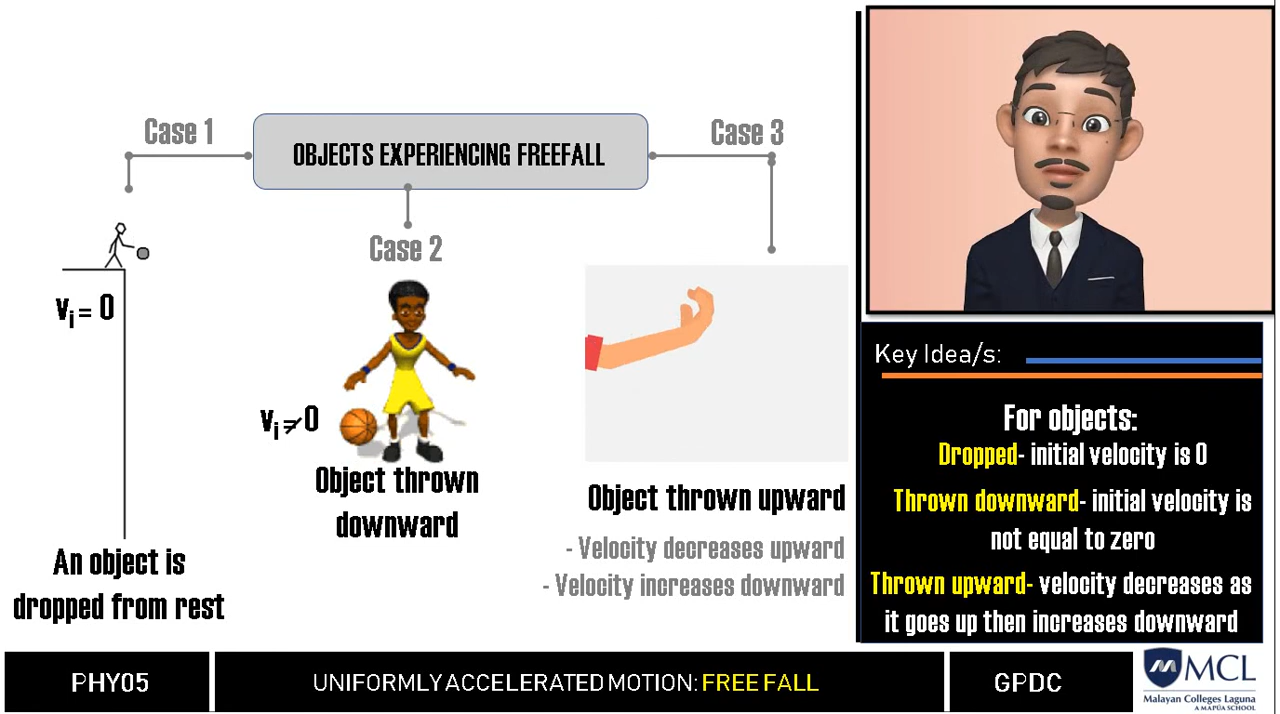 Case 1
OBJECTS EXPERIENCING FREEFALL
Case 3
Case 2
vi = 0
vi ≠ 0
An object is
dropped from rest
Object thrown
downward
Object thrown upward
- Velocity decreases upward
- Velocity increases downward
Key Idea/s:
For objects:
Dropped- initial velocity is 0
Thrown downward- initial velocity is
not equal to zero
Thrown upward- velocity decreases as
it goes up then increases downward
PHY05
UNIFORMLY ACCELERATED MOTION: FREE FALL
GPDC
MCL
Malayan Colleges Laguna
A MAPÚA SCHOOL